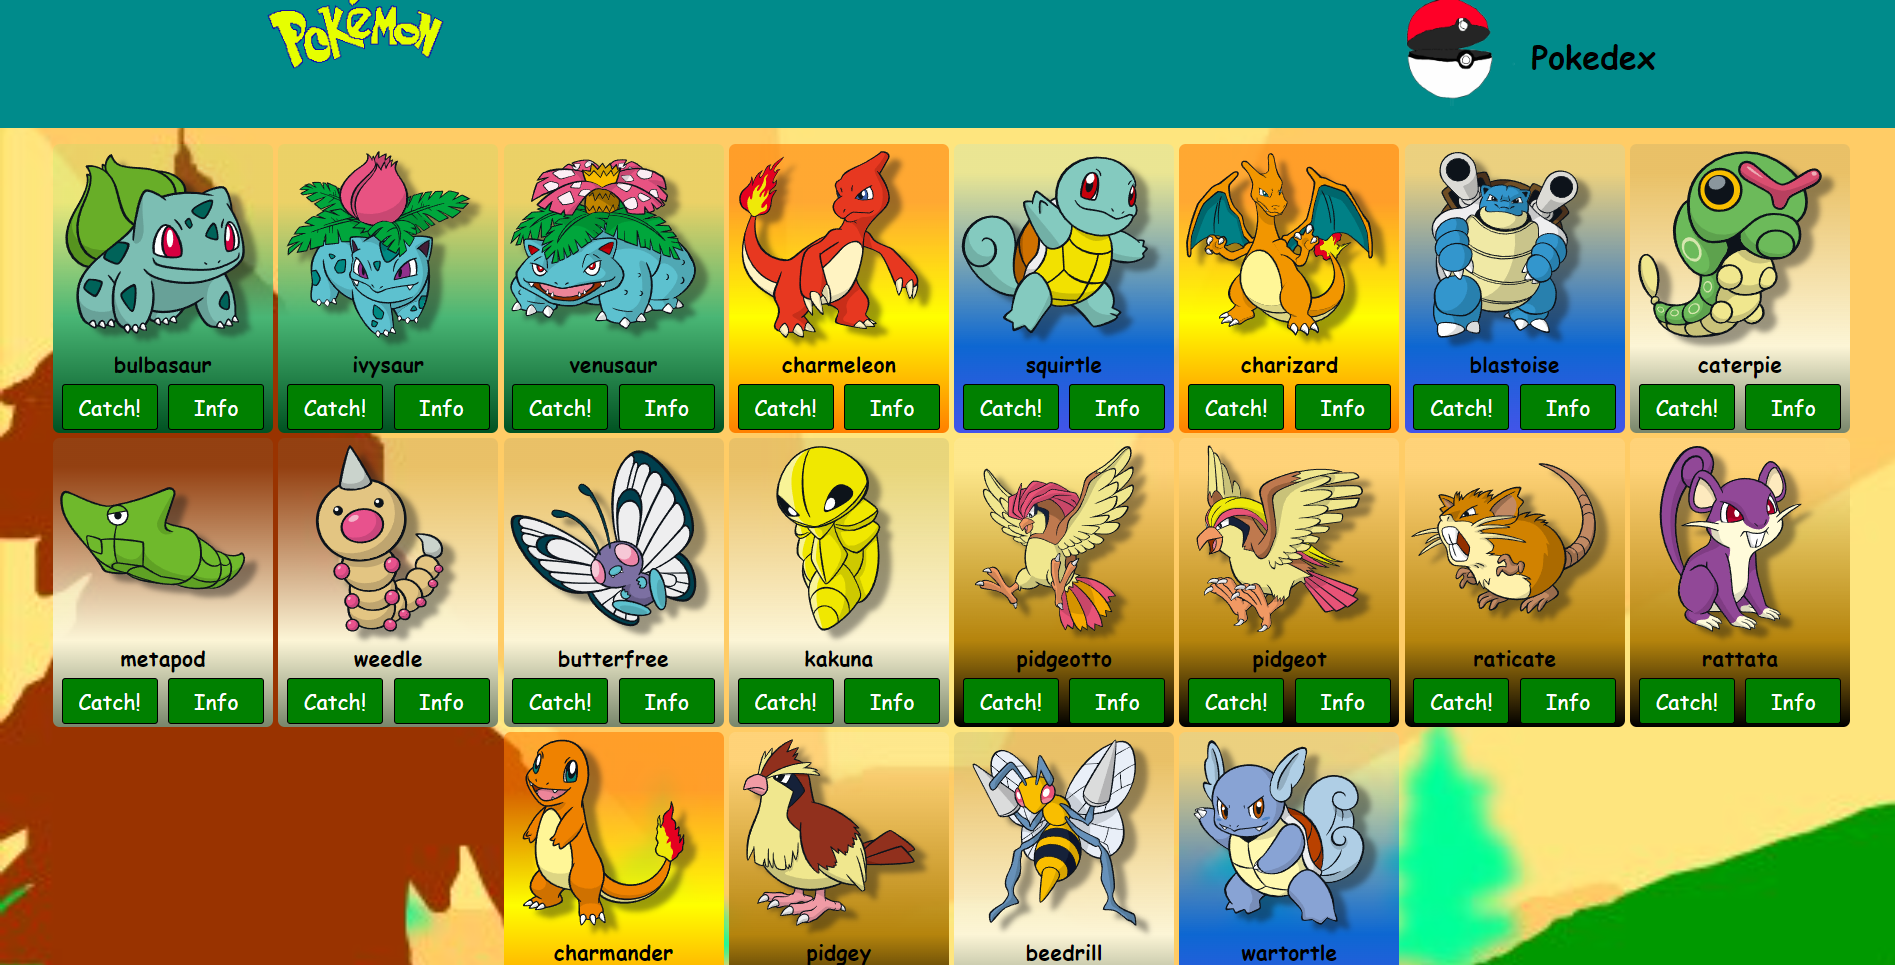 Pokémon
Pokedex
bulbasaur
ivysaur
venusaur
charmeleon
squirtle
charizard
blastoise
caterpie
Catch! Info Catch! Info Catch! Info Catch! Info Catch! Info Catch! Info Catch! Info Catch! Info
metapod
weedle
butterfree
kakuna
pidgeotto
pidgeot
raticate
rattata
Catch! Info Catch! Info Catch! Info Catch! Info Catch! Info Catch! Info Catch! Info Catch! Info
charmander
pidgey
beedrill
wartortle